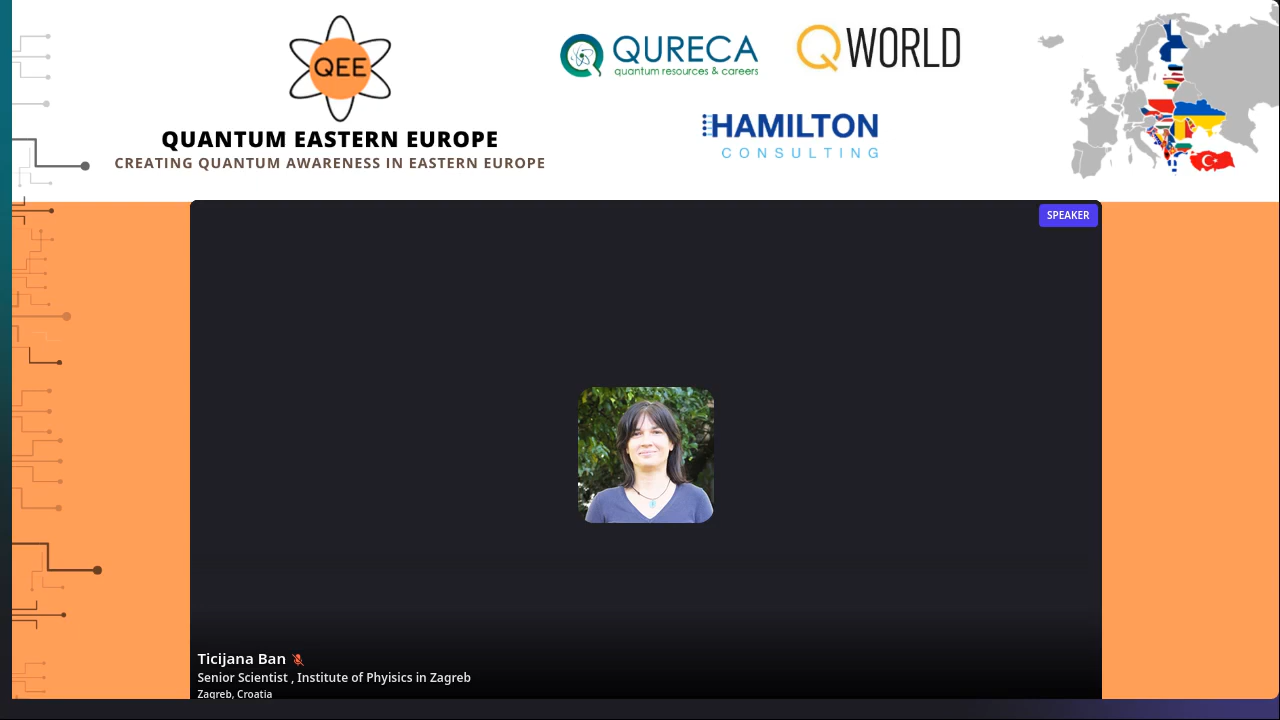 QEE
QUANTUM EASTERN EUROPE
CREATING QUANTUM AWARENESS IN EASTERN EUROPE
QURECA
quantum resources & careers
QWORLD
HAMILTON
CONSULTING
SPEAKER
Ticijana Ban
Senior Scientist , Institute of Phyisics in Zagreb
Zagreb, Croatia